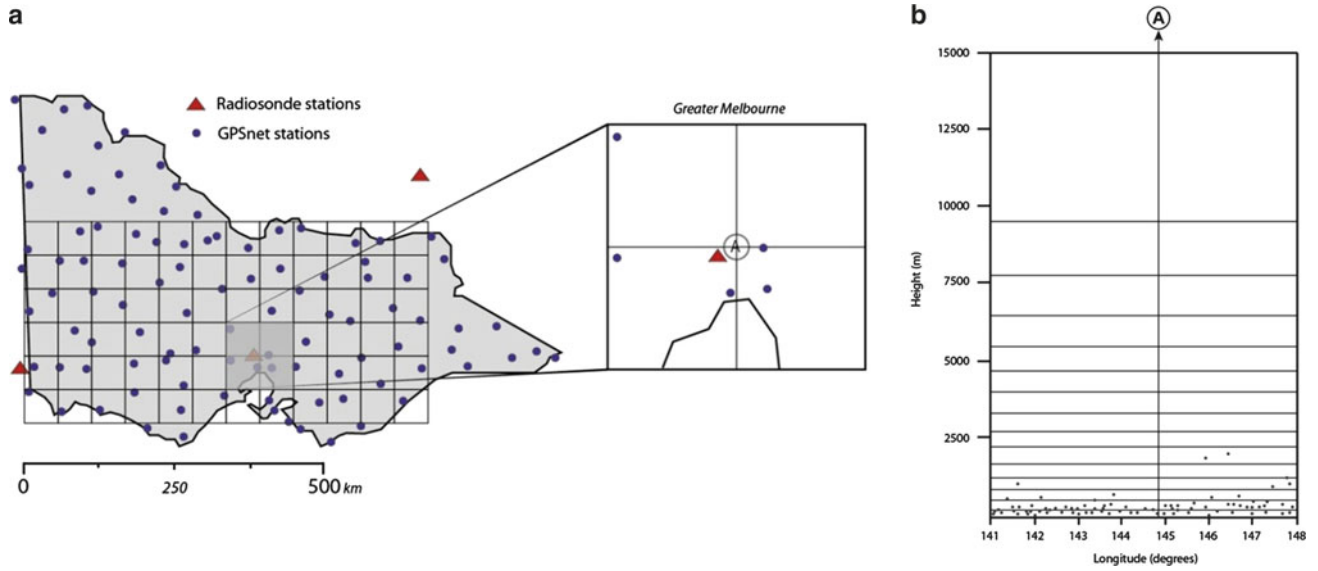 a
Radiosonde stations
GPSnet stations
Greater Melbourne
A
0 250 500 km
b
A
15000
12500
10000
7500
5000
2500
Height (m)
141 142 143 144 145 146 147 148
Longitude (degrees)